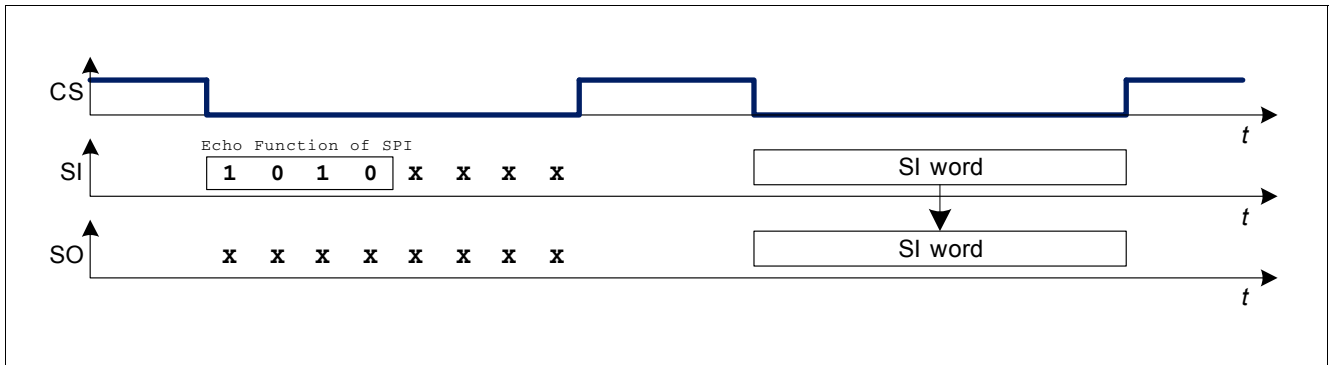 CS
t
Echo Function of SPI
SI 1 0 1 0 x x x x SI word
t
SO x x x x x x x x SI word
t